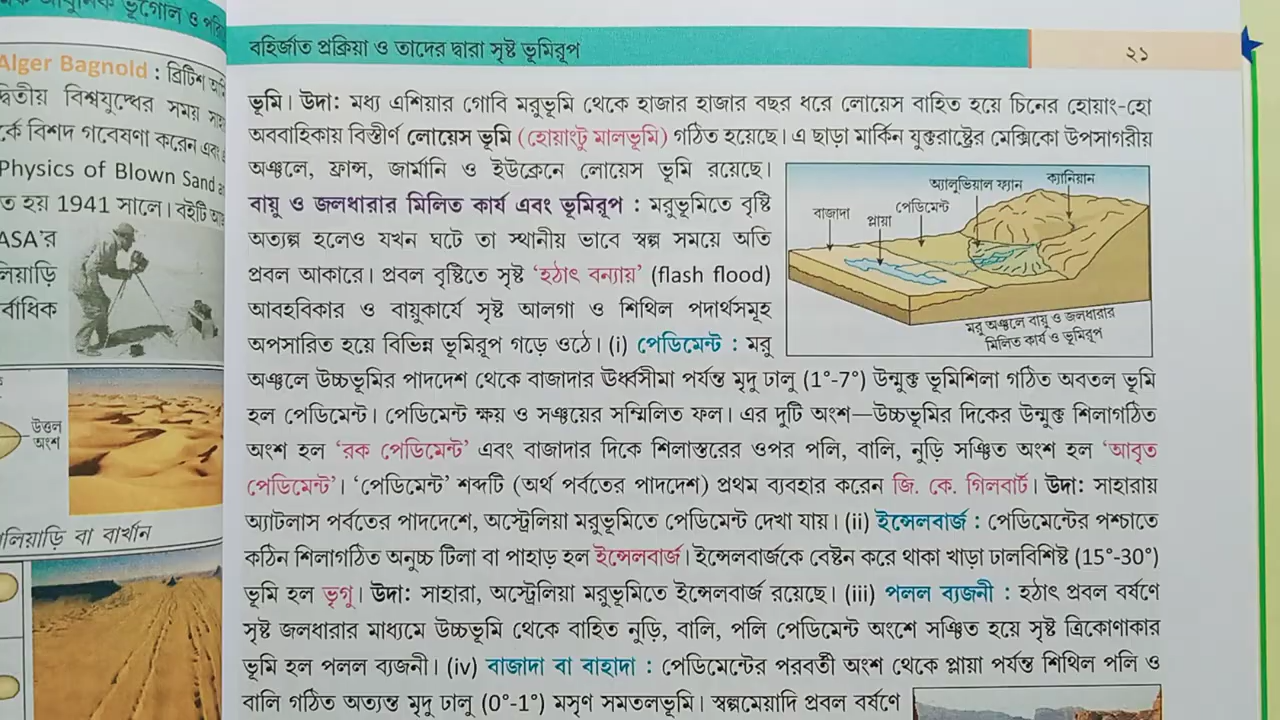 ভূগোল ও
Alger Bagnold : ব্রিটিশ
দ্বিতীয় বিশ্বযুদ্ধের সময়
বিশদ গবেষণা করেন এবং
Physics of Blown Sand
হয় 1941 সালে। বইটি
ASA'র
র্বাধিক
উত্তল
অংশ
বা বার্খান
বহির্জাত প্রক্রিয়া ও তাদের দ্বারা সৃষ্ট ভূমিরূপ ২১
ভূমি। উদা: মধ্য এশিয়ার গোবি মরুভূমি থেকে হাজার হাজার বছর ধরে লোয়েস বাহিত হয়ে চিনের হোয়াং-হো
অববাহিকায় বিস্তীর্ণ লোয়েস ভূমি (হোয়াংটু মালভূমি) গঠিত হয়েছে। এ ছাড়া মার্কিন যুক্তরাষ্ট্রের মেক্সিকো উপসাগরীয়
অঞ্চলে, ফ্রান্স, জার্মানি ও ইউক্রেনে লোয়েস ভূমি রয়েছে।
বায়ু ও জলধারার মিলিত কার্য এবং ভূমিরূপ : মরুভূমিতে বৃষ্টি
অত্যল্প হলেও যখন ঘটে তা স্থানীয় ভাবে স্বল্প সময়ে অতি
প্রবল আকারে। প্রবল বৃষ্টিতে সৃষ্ট 'হঠাৎ বন্যায়' (flash flood)
আবহবিকার ও বায়ুকার্যে সৃষ্ট আলগা ও শিথিল পদার্থসমূহ
অপসারিত হয়ে বিভিন্ন ভূমিরূপ গড়ে ওঠে। (i) পেডিমেন্ট : মরু
বাজাদা
প্লায়া
পেডিমেন্ট
অ্যালুভিয়াল ফ্যান
ক্যানিয়ান
মরু অঞ্চলে বায়ু ও জলধারার
মিলিত কার্য ও ভূমিরূপ
অঞ্চলে উচ্চভূমির পাদদেশ থেকে বাজাদার ঊর্ধ্বসীমা পর্যন্ত মৃদু ঢালু (1°-7°) উন্মুক্ত ভূমিশিলা গঠিত অবতল ভূমি
হল পেডিমেন্ট। পেডিমেন্ট ক্ষয় ও সঞ্চয়ের সম্মিলিত ফল। এর দুটি অংশ—উচ্চভূমির দিকের উন্মুক্ত শিলাগঠিত
অংশ হল 'রক পেডিমেন্ট' এবং বাজাদার দিকে শিলাস্তরের ওপর পলি, বালি, নুড়ি সঞ্চিত অংশ হল 'আবৃত
পেডিমেন্ট'। 'পেডিমেন্ট' শব্দটি (অর্থ পর্বতের পাদদেশ) প্রথম ব্যবহার করেন জি. কে. গিলবার্ট। উদা: সাহারায়
অ্যাটলাস পর্বতের পাদদেশে, অস্ট্রেলিয়া মরুভূমিতে পেডিমেন্ট দেখা যায়। (ii) ইন্সেলবার্জ : পেডিমেন্টের পশ্চাতে
কঠিন শিলাগঠিত অনুচ্চ টিলা বা পাহাড় হল ইন্সেলবার্জ। ইন্সেলবার্জকে বেষ্টন করে থাকা খাড়া ঢালবিশিষ্ট (15°-30°)
ভূমি হল ভৃগু। উদা: সাহারা, অস্ট্রেলিয়া মরুভূমিতে ইন্সেলবার্জ রয়েছে। (iii) পলল ব্যজনী : হঠাৎ প্রবল বর্ষণে
সৃষ্ট জলধারার মাধ্যমে উচ্চভূমি থেকে বাহিত নুড়ি, বালি, পলি পেডিমেন্ট অংশে সঞ্চিত হয়ে সৃষ্ট ত্রিকোণাকার
ভূমি হল পলল ব্যজনী। (iv) বাজাদা বা বাহাদা : পেডিমেন্টের পরবর্তী অংশ থেকে প্লায়া পর্যন্ত শিথিল পলি ও
বালি গঠিত অত্যন্ত মৃদু ঢালু (0°-1°) মসৃণ সমতলভূমি। স্বল্পমেয়াদি প্রবল বর্ষণে